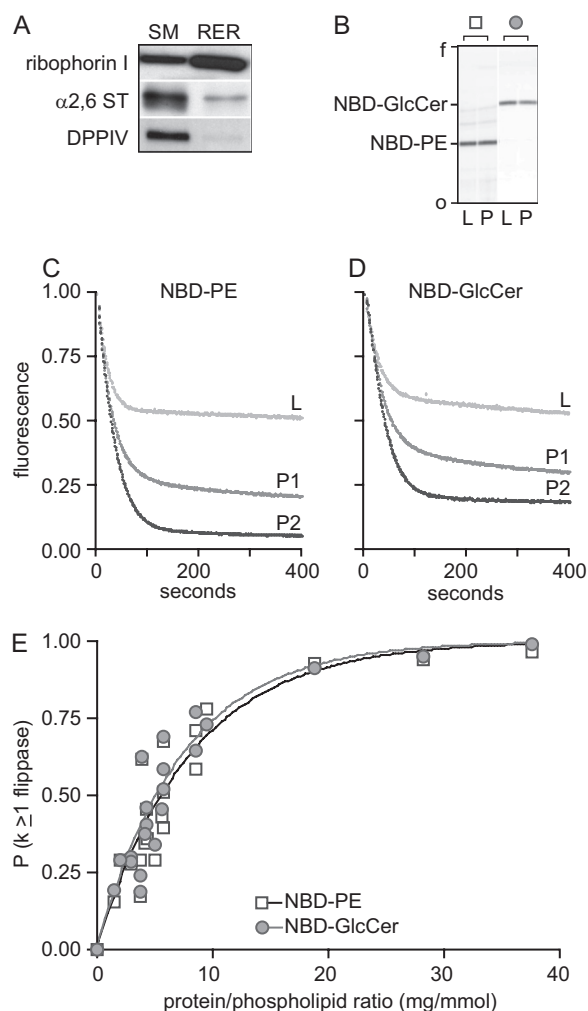 A
SM RER
ribophorin I
α2,6 ST
DPPIV
B
f
NBD-GlcCer
NBD-PE
o
L P L P
C
NBD-PE
1.00
0.75
0.50
0.25
0.00
fluorescence
L
P1
P2
0 200 400
seconds
D
NBD-GlcCer
L
P1
P2
0 200 400
seconds
E
1.00
0.75
0.50
0.25
0.00
P (k ≥1 flippase)
NBD-PE
NBD-GlcCer
0 10 20 30 40
protein/phospholipid ratio (mg/mmol)